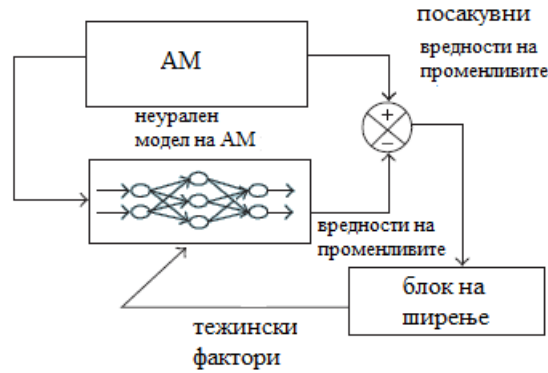 посакувни
вредности на
променливите
АМ
неурален
модел на АМ
+
−
вредности на
променливите
блок на
ширење
тежински
фактори